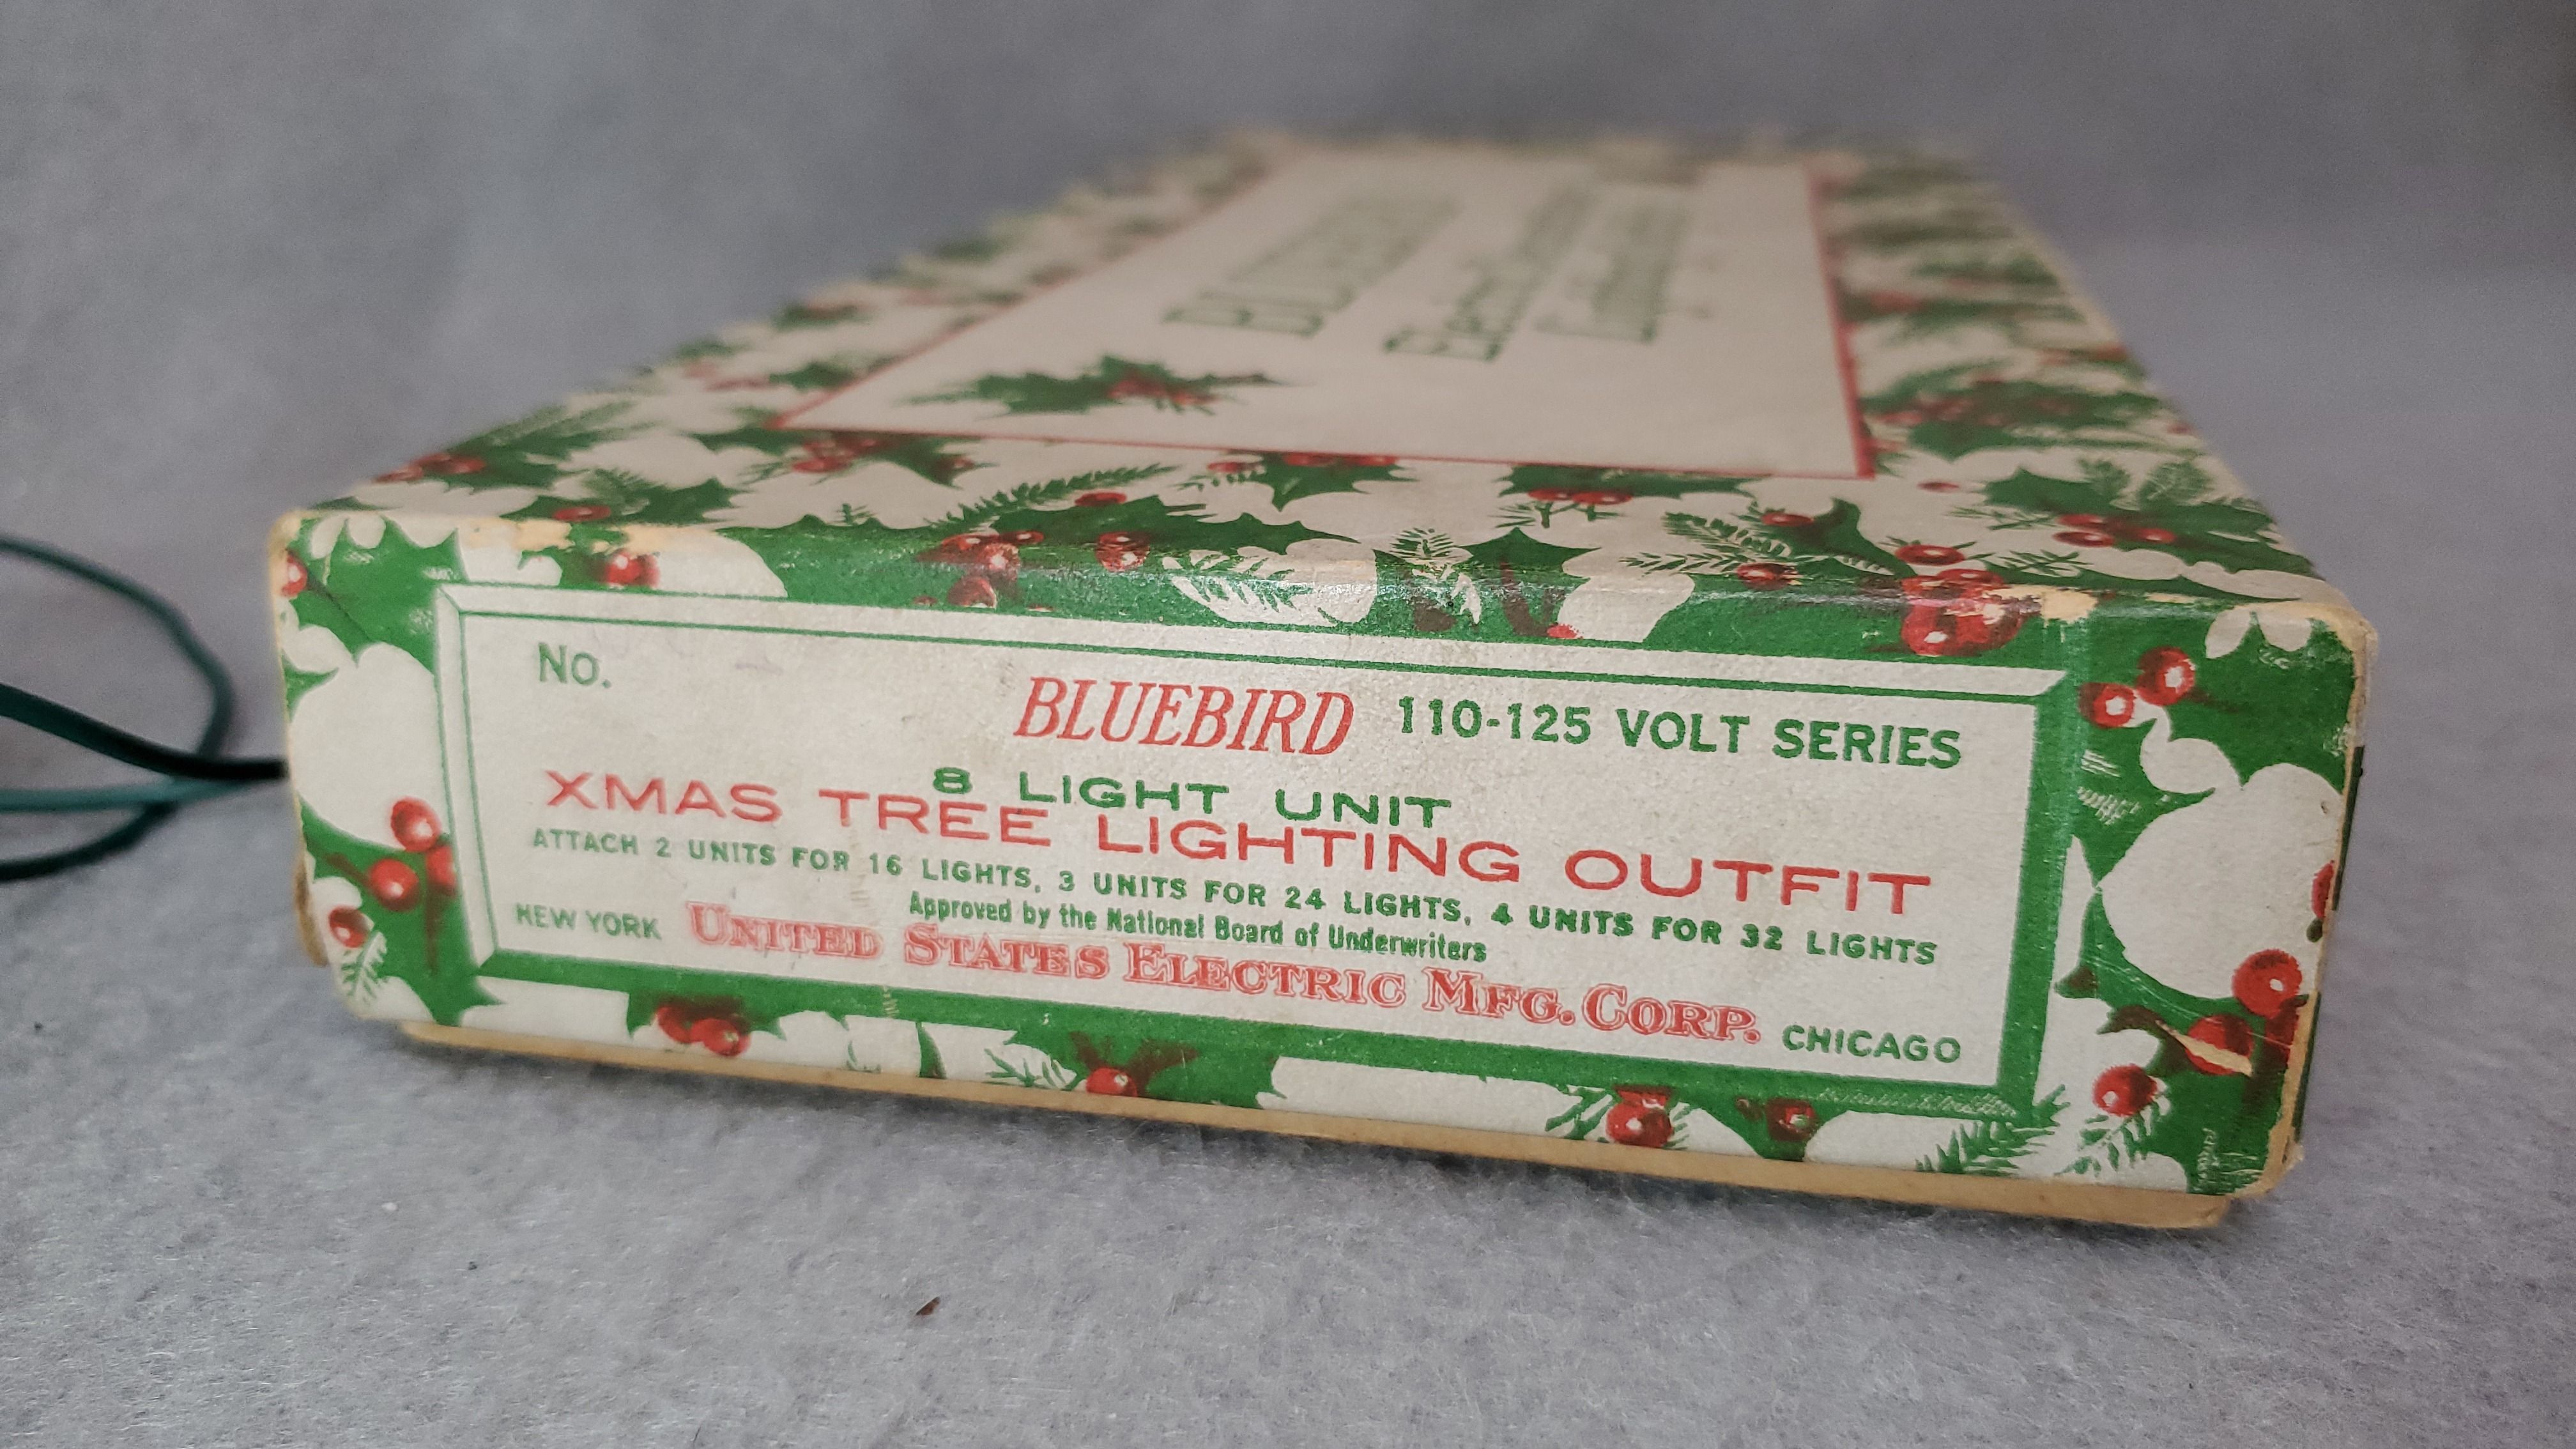 No.
BLUEBIRD 110-125 VOLT SERIES
8 LIGHT UNIT
XMAS TREE LIGHTING OUTFIT
ATTACH 2 UNITS FOR 16 LIGHTS, 3 UNITS FOR 24 LIGHTS, 4 UNITS FOR 32 LIGHTS
Approved by the National Board of Underwriters
NEW YORK UNITED STATES ELECTRIC MFG. CORP. CHICAGO